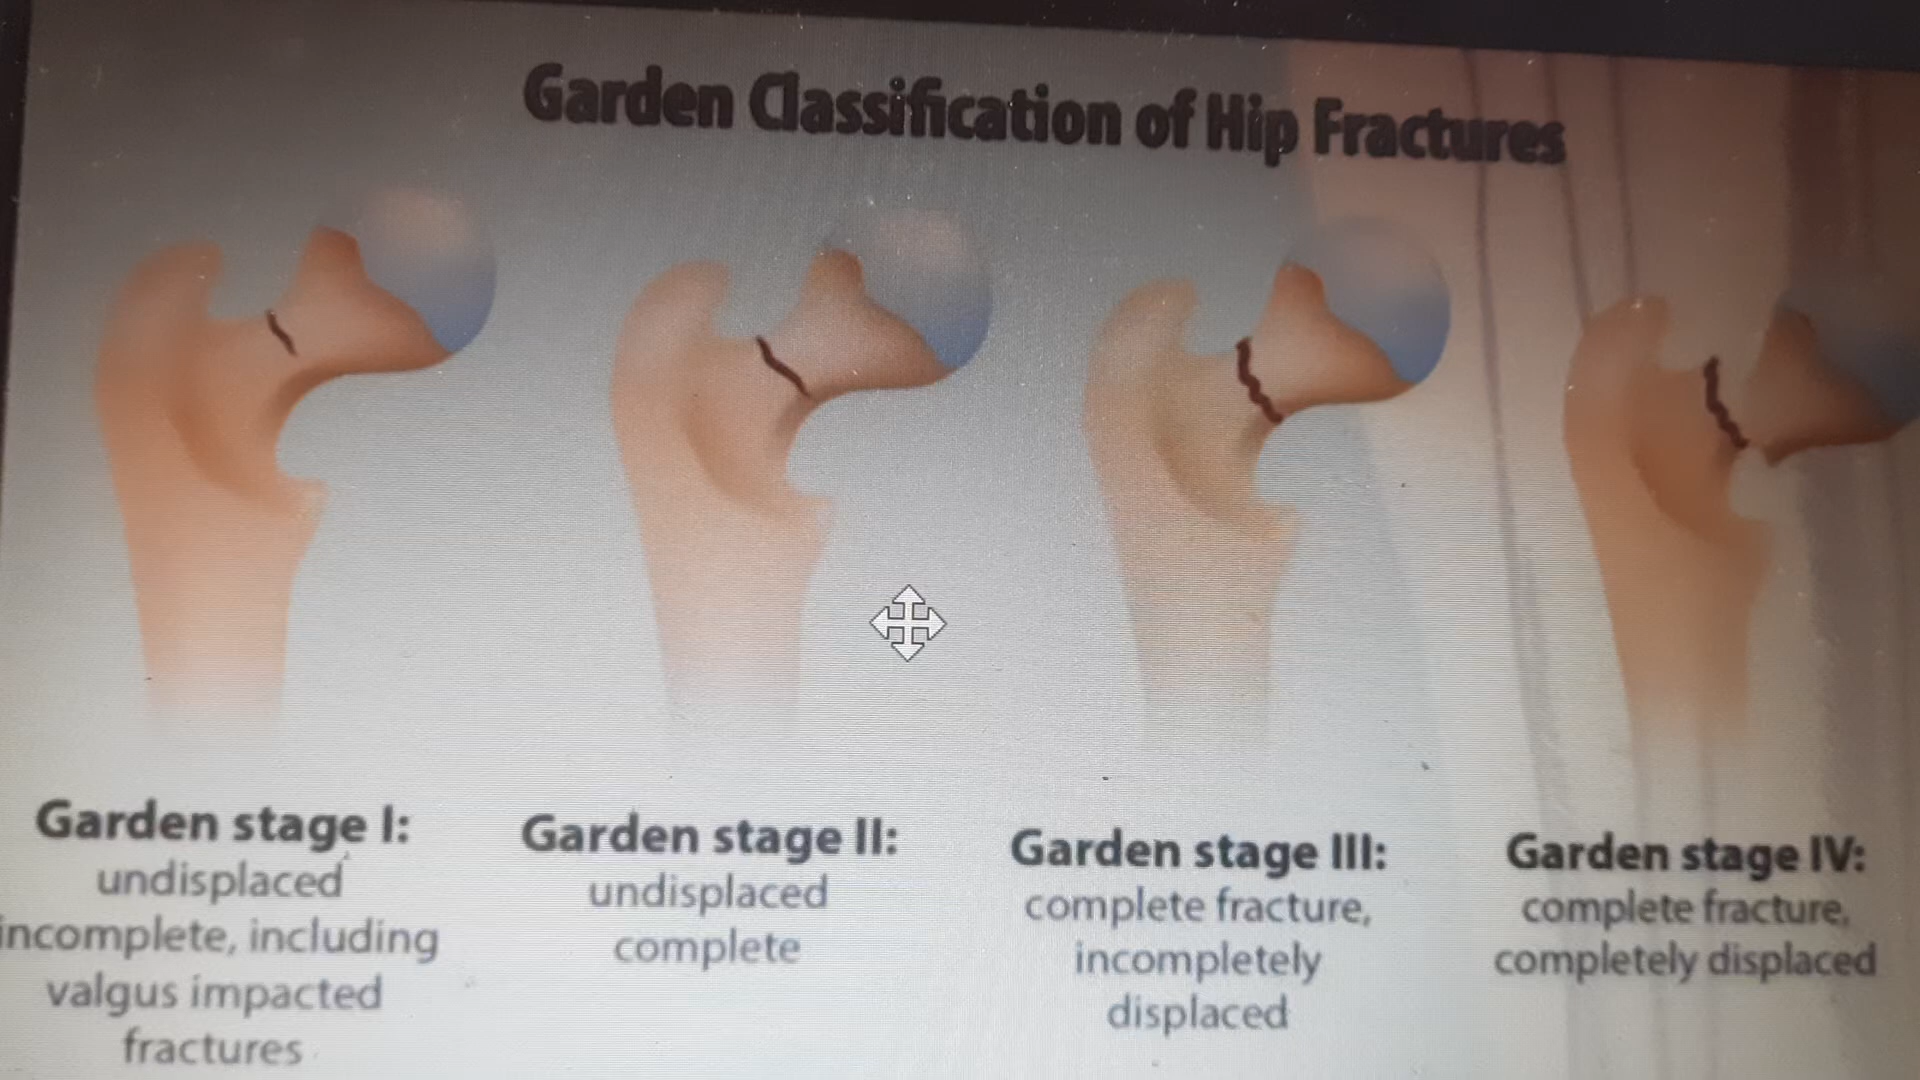 Garden Classification of Hip Fractures
Garden stage I:
undisplaced
incomplete, including
valgus impacted
fractures
Garden stage II:
undisplaced
complete
Garden stage III:
complete fracture,
incompletely
displaced
Garden stage IV:
complete fracture,
completely displaced